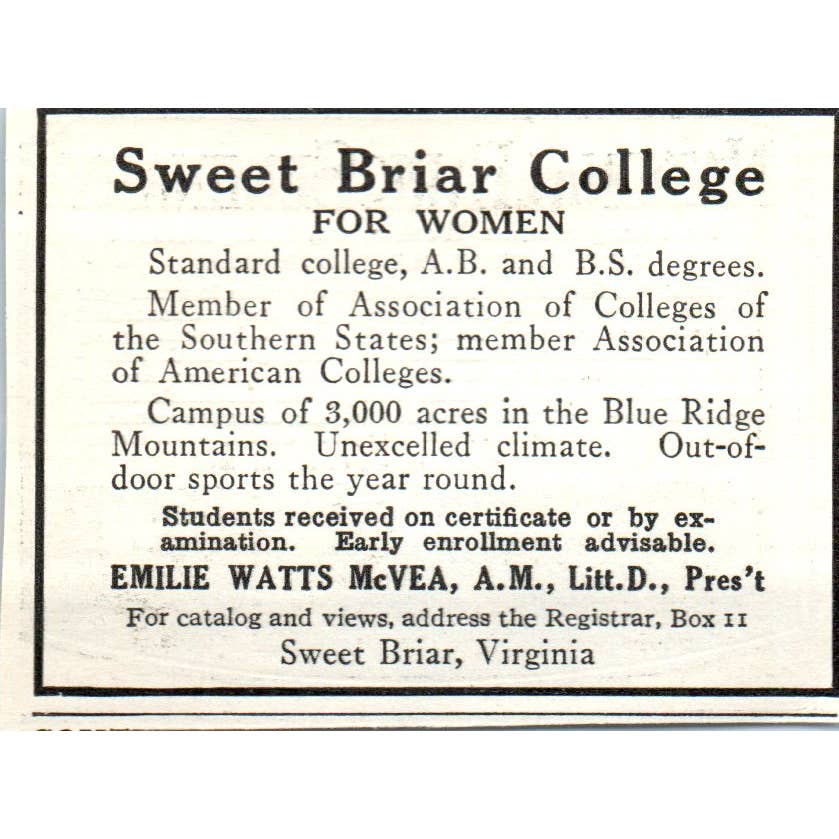 Sweet Briar College
FOR WOMEN
Standard college, A.B. and B.S. degrees.
Member of Association of Colleges of
the Southern States; member Association
of American Colleges.
Campus of 3,000 acres in the Blue Ridge
Mountains. Unexcelled climate. Out-of-
door sports the year round.
Students received on certificate or by ex-
amination. Early enrollment advisable.
EMILIE WATTS McVEA, A.M., Litt.D., Pres't
For catalog and views, address the Registrar, Box 11
Sweet Briar, Virginia